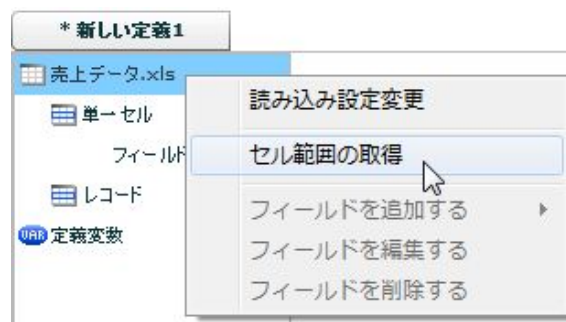 * 新しい定義1
売上データ.xls
単一セル
フィールド
レコード
VAR 定義変数
読み込み設定変更
セル範囲の取得
フィールドを追加する
フィールドを編集する
フィールドを削除する